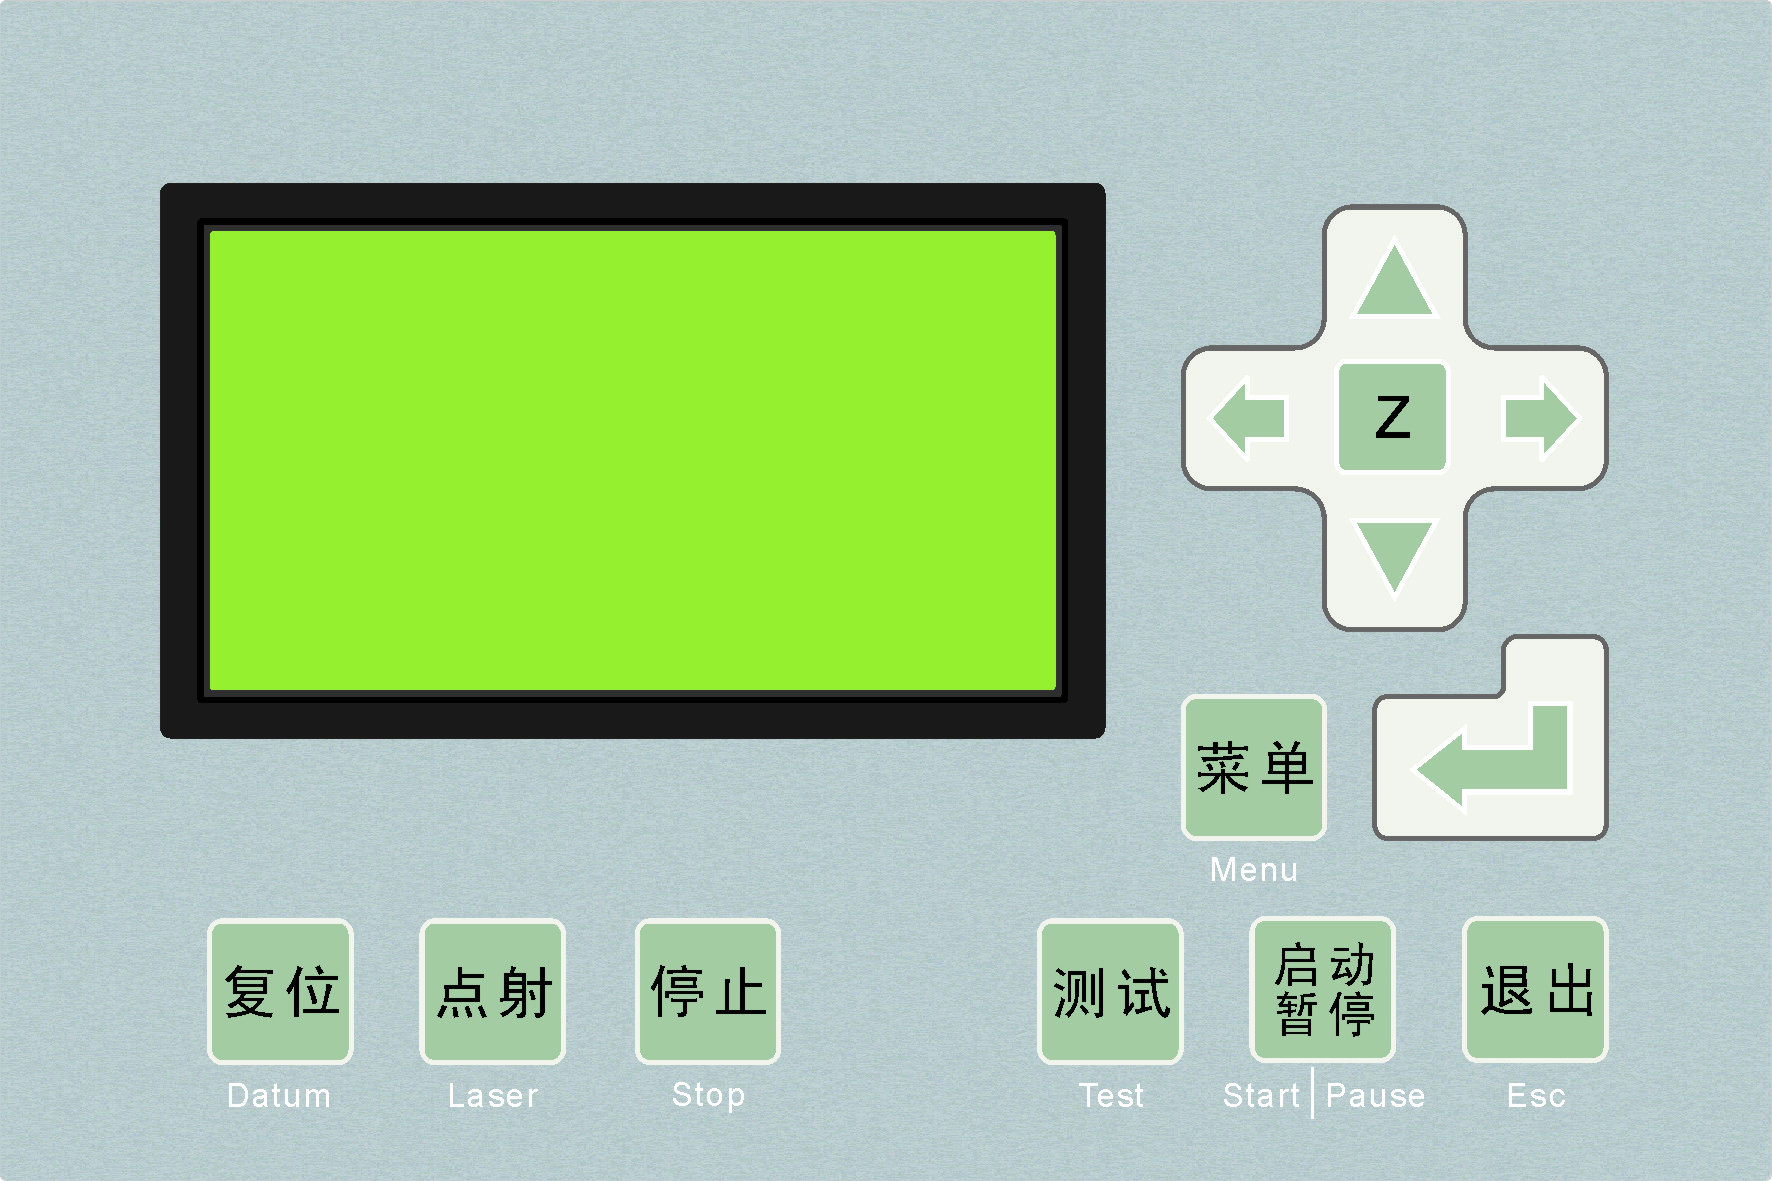 Z
菜单
Menu
复位
Datum
点射
Laser
停止
Stop
测试
Test
启动
暂停
Start|Pause
退出
Esc